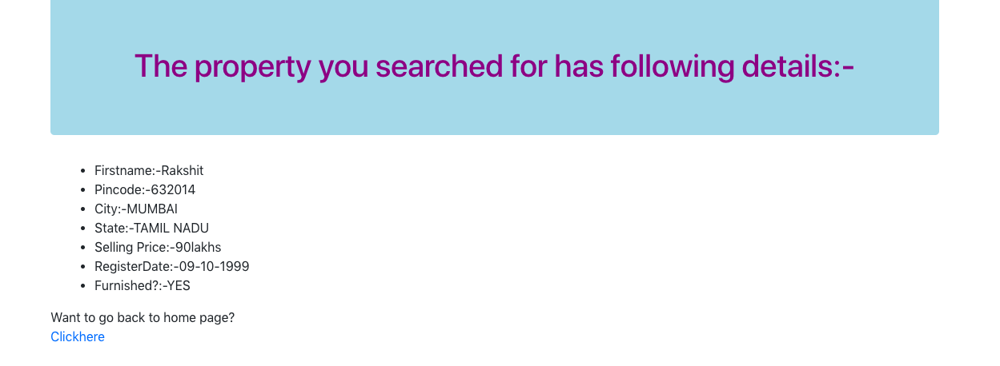 The property you searched for has following details:-
Firstname:-Rakshit
Pincode:-632014
City:-MUMBAI
State:-TAMIL NADU
Selling Price:-90lakhs
RegisterDate:-09-10-1999
Furnished?:-YES
Want to go back to home page?
Clickhere